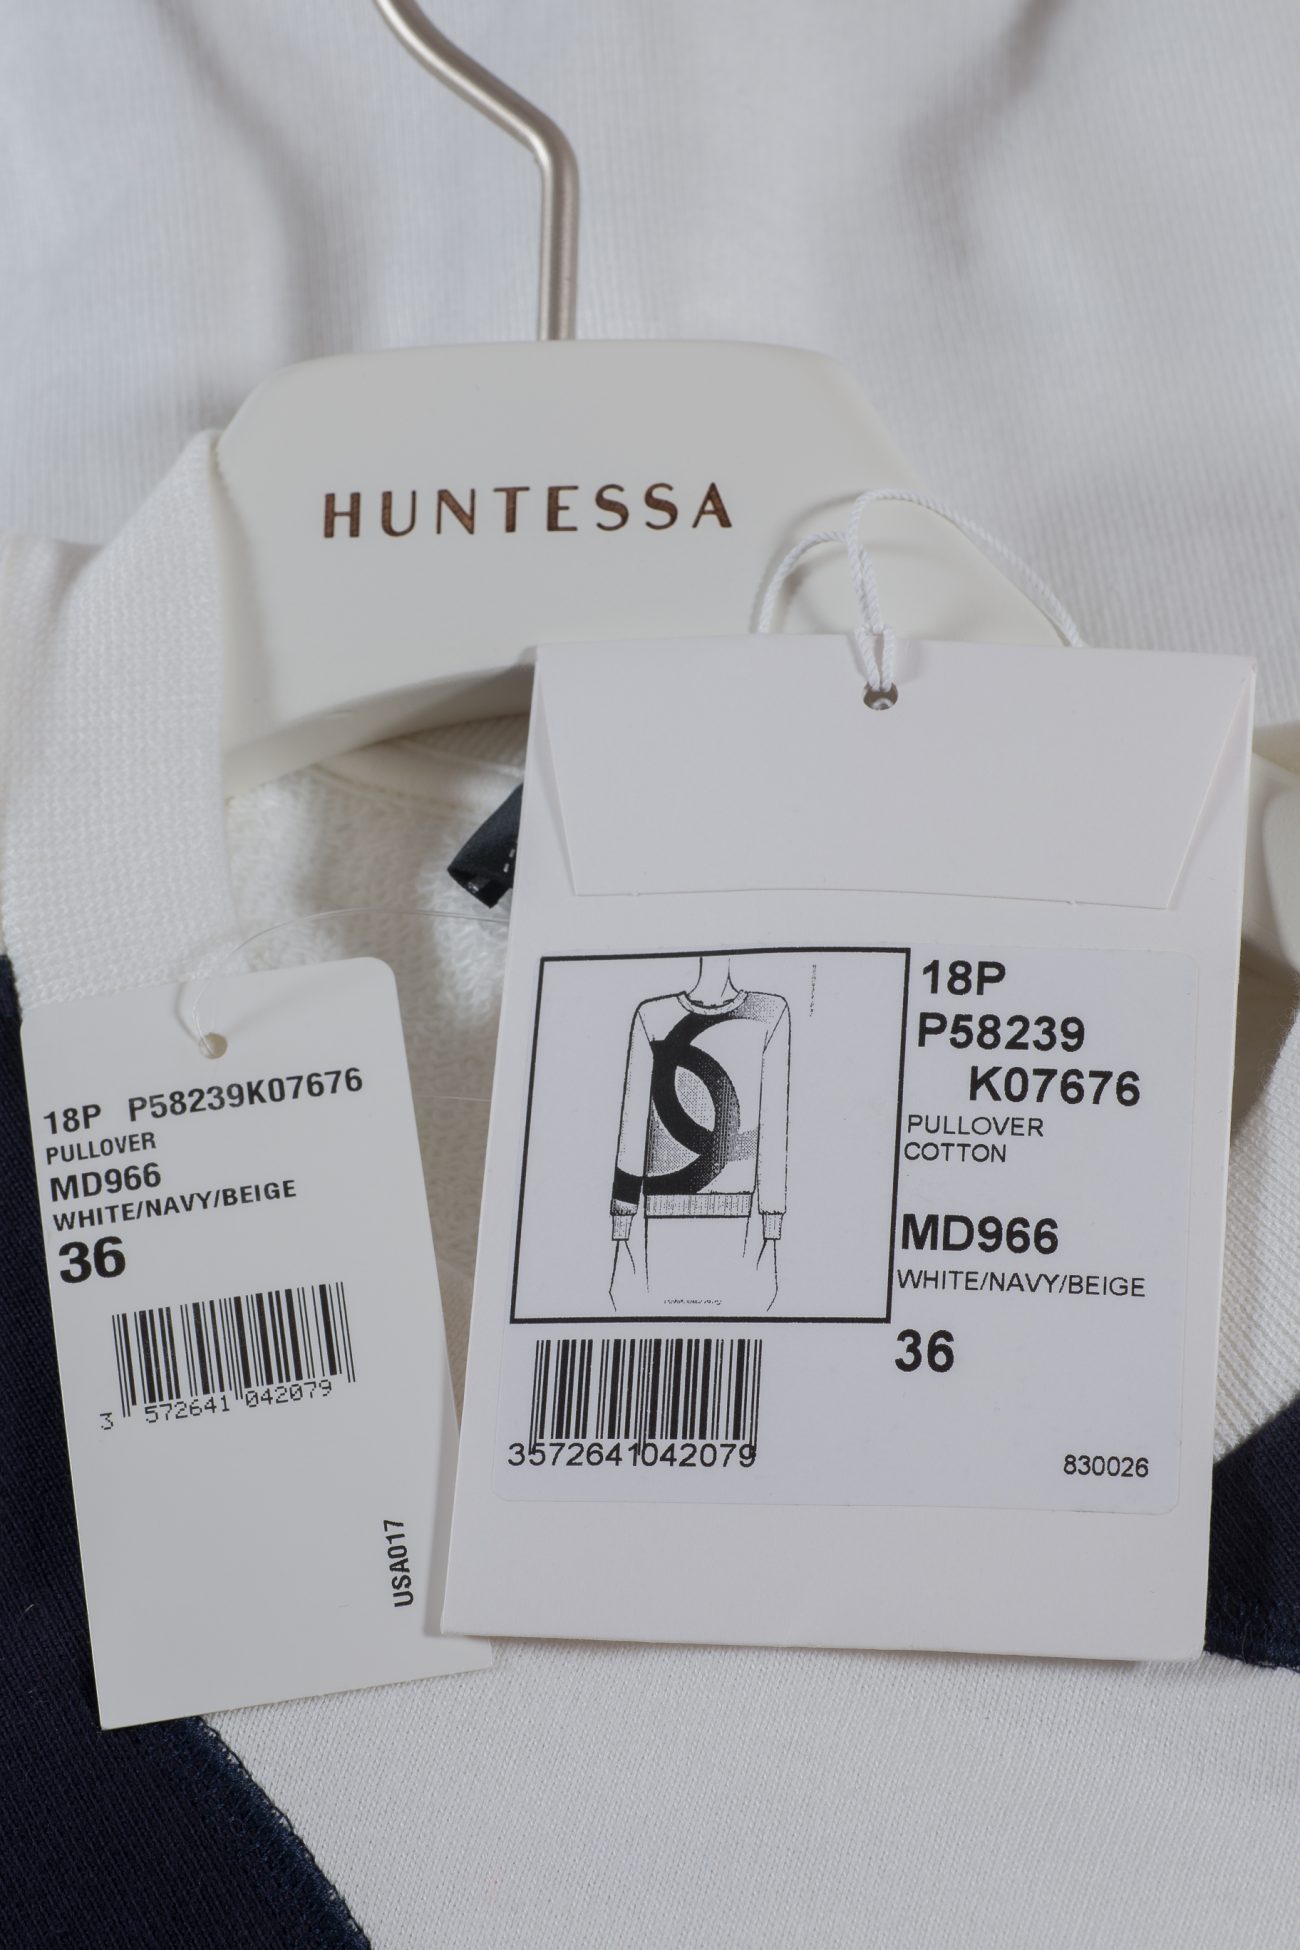 HUNTESSA
18P P58239K07676
PULLOVER
MD966
WHITE/NAVY/BEIGE
36
3 572641 042079
USA017
18P
P58239
K07676
PULLOVER
COTTON
MD966
WHITE/NAVY/BEIGE
36
3572641042079
830026